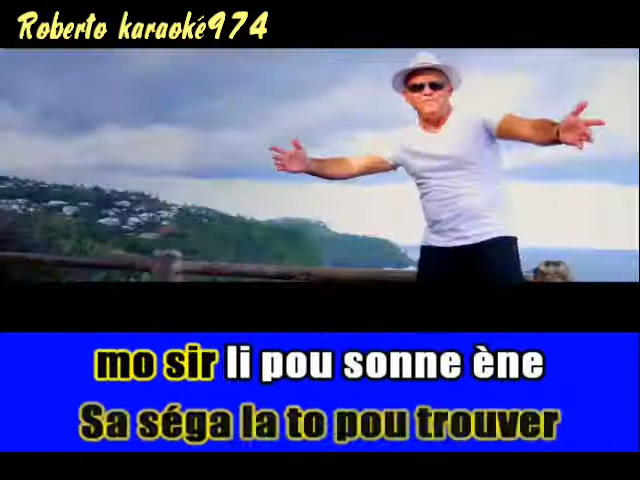 Roberto karaoké974
mo sir li pou sonne ène
Sa séga la to pou trouver